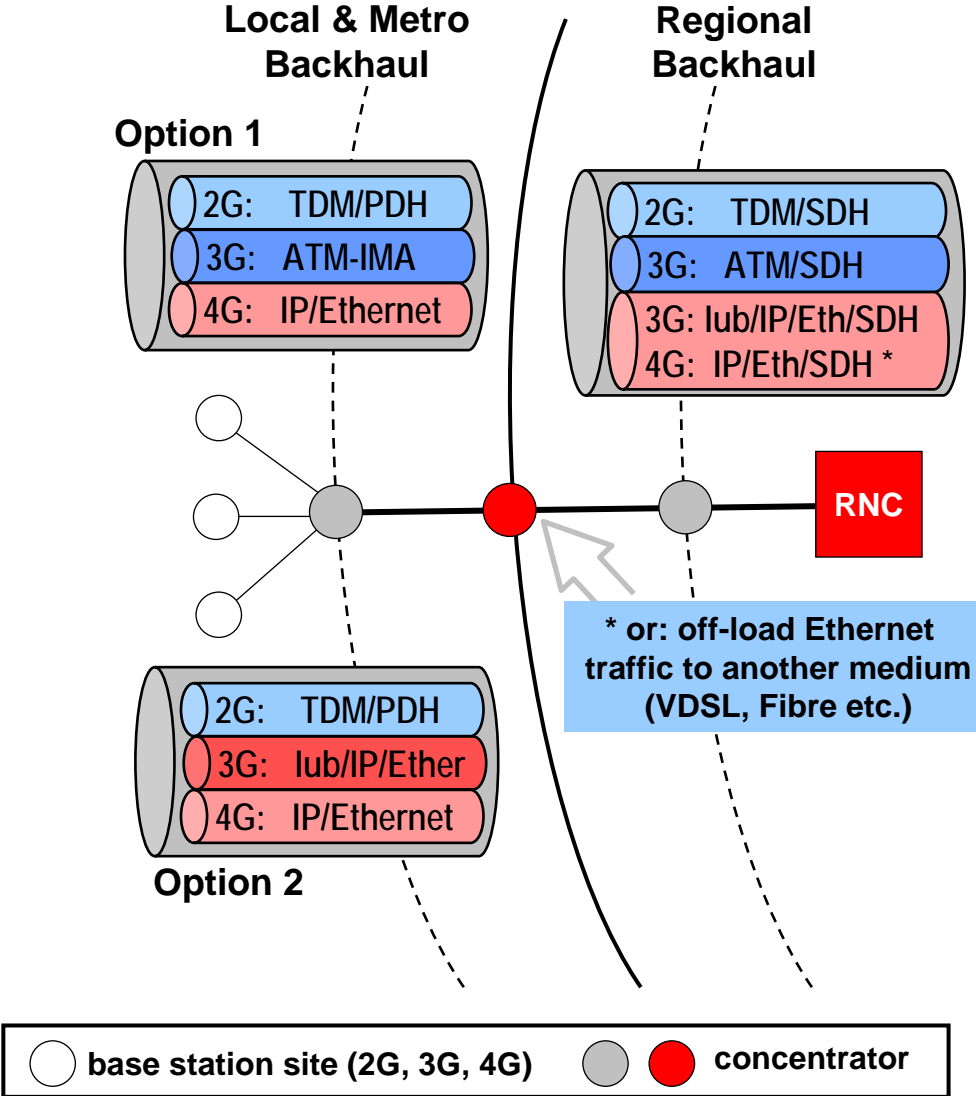 Local & Metro
Backhaul
Regional
Backhaul
Option 1
2G: TDM/PDH
3G: ATM-IMA
4G: IP/Ethernet
2G: TDM/SDH
3G: ATM/SDH
3G: Iub/IP/Eth/SDH
4G: IP/Eth/SDH *
RNC
* or: off-load Ethernet
traffic to another medium
(VDSL, Fibre etc.)
2G: TDM/PDH
3G: Iub/IP/Ether
4G: IP/Ethernet
Option 2
base station site (2G, 3G, 4G)
concentrator